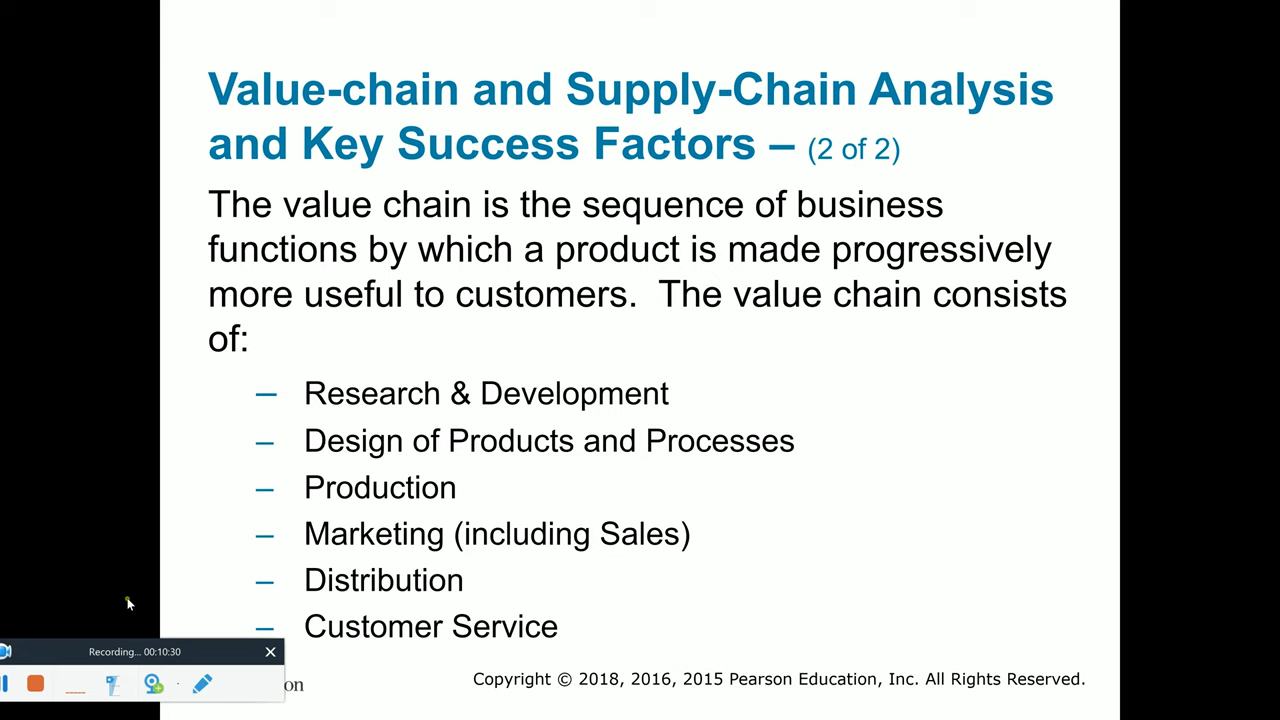 Value-chain and Supply-Chain Analysis
and Key Success Factors – (2 of 2)
The value chain is the sequence of business
functions by which a product is made progressively
more useful to customers.  The value chain consists
of:
– Research & Development
– Design of Products and Processes
– Production
– Marketing (including Sales)
– Distribution
– Customer Service
Recording... 00:10:30
on
Copyright © 2018, 2016, 2015 Pearson Education, Inc. All Rights Reserved.